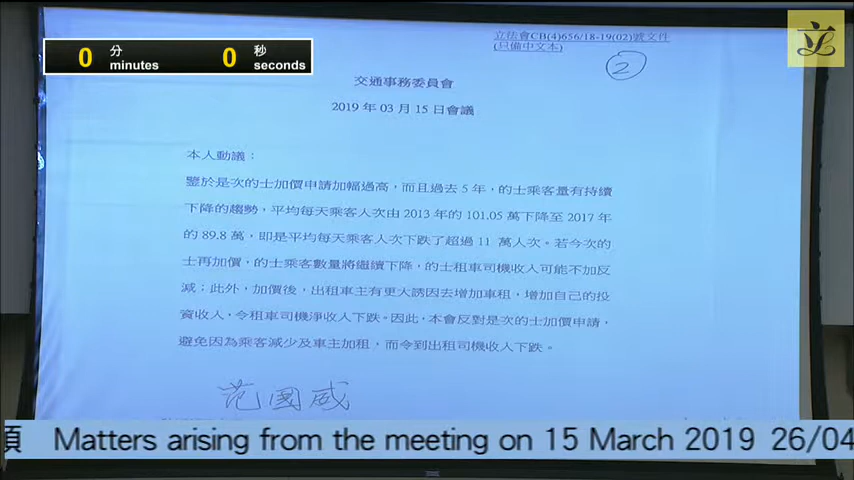 立法會CB(4)656/18-19(02)號文件
(只備中文本)
2
0 分 minutes 0 秒 seconds
立
交通事務委員會
2019 年 03 月 15 日會議
本人動議：
鑒於是次的士加價申請加幅過高，而且過去 5 年，的士乘客量有持續
下降的趨勢，平均每天乘客人次由 2013 年的 101.05 萬下降至 2017 年
的 89.8 萬，即是平均每天乘客人次下跌了超過 11 萬人次。若今次的
士再加價，的士乘客數量將繼續下降，的士租車司機收入可能不加反
減；此外，加價後，出租車主有更大誘因去增加車租，增加自己的投
資收入，令租車司機淨收入下跌。因此，本會反對是次的士加價申請，
避免因為乘客減少及車主加租，而令到出租司機收入下跌。
范國威
項 Matters arising from the meeting on 15 March 2019 26/04